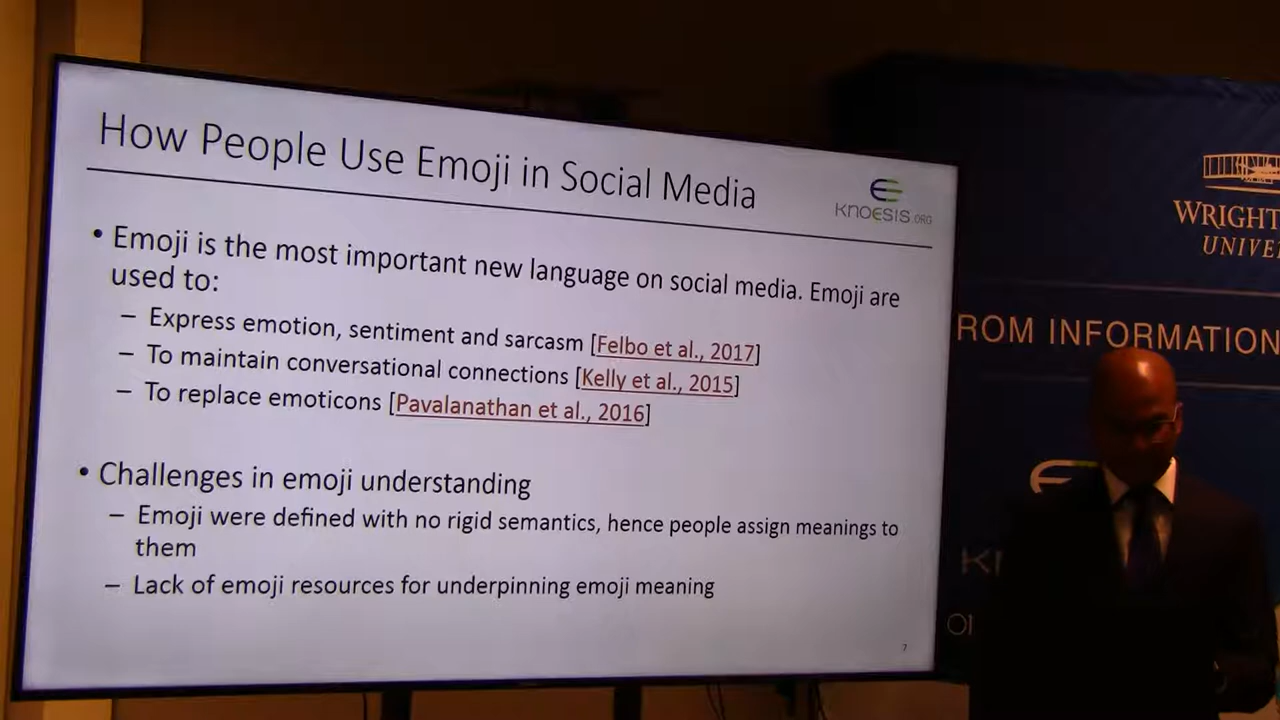 How People Use Emoji in Social Media
KNOESIS.ORG
• Emoji is the most important new language on social media. Emoji are
used to:
– Express emotion, sentiment and sarcasm [Felbo et al., 2017]
– To maintain conversational connections [Kelly et al., 2015]
– To replace emoticons [Pavalanathan et al., 2016]
• Challenges in emoji understanding
– Emoji were defined with no rigid semantics, hence people assign meanings to
them
– Lack of emoji resources for underpinning emoji meaning
7
WRIGHT
UNIVE
ROM INFORMATION